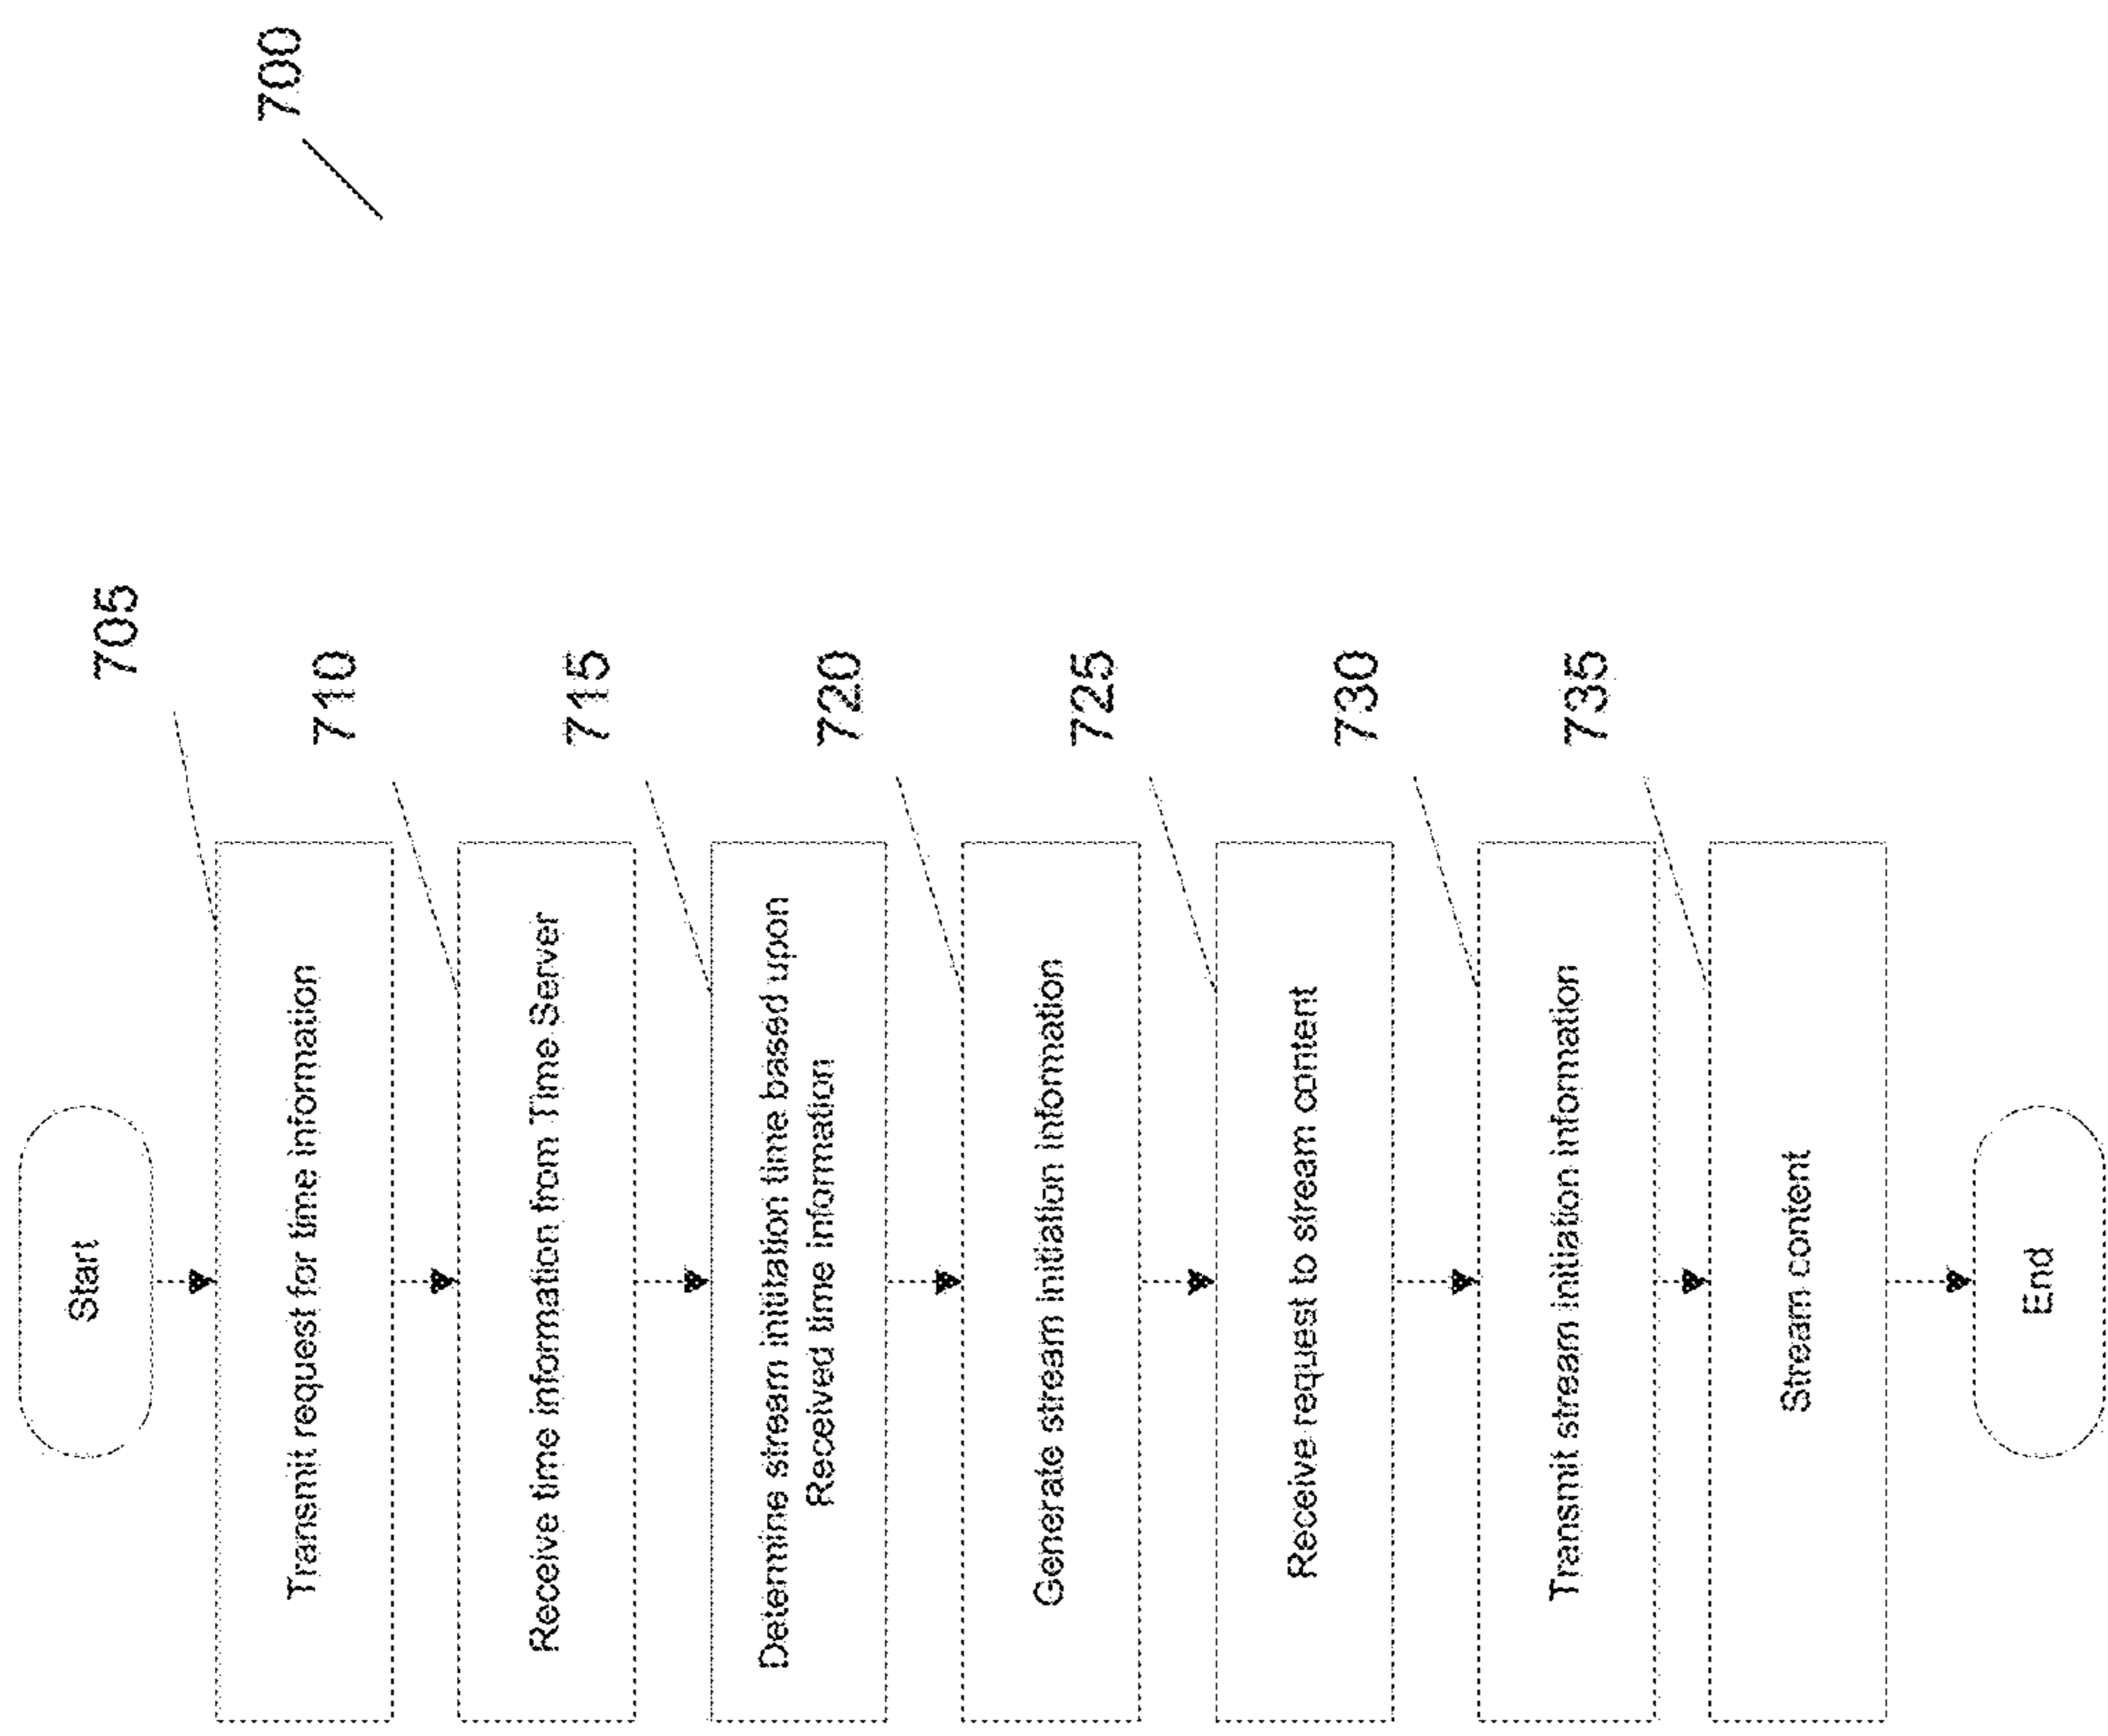 700
Start
705
Transmit request for time information
710
Receive time information from Time Server
715
Determine stream inititation time based upon
Received time information
720
Generate stream initiation information
725
Receive request to stream content
730
Transmit stream initiation information
735
Stream content
End